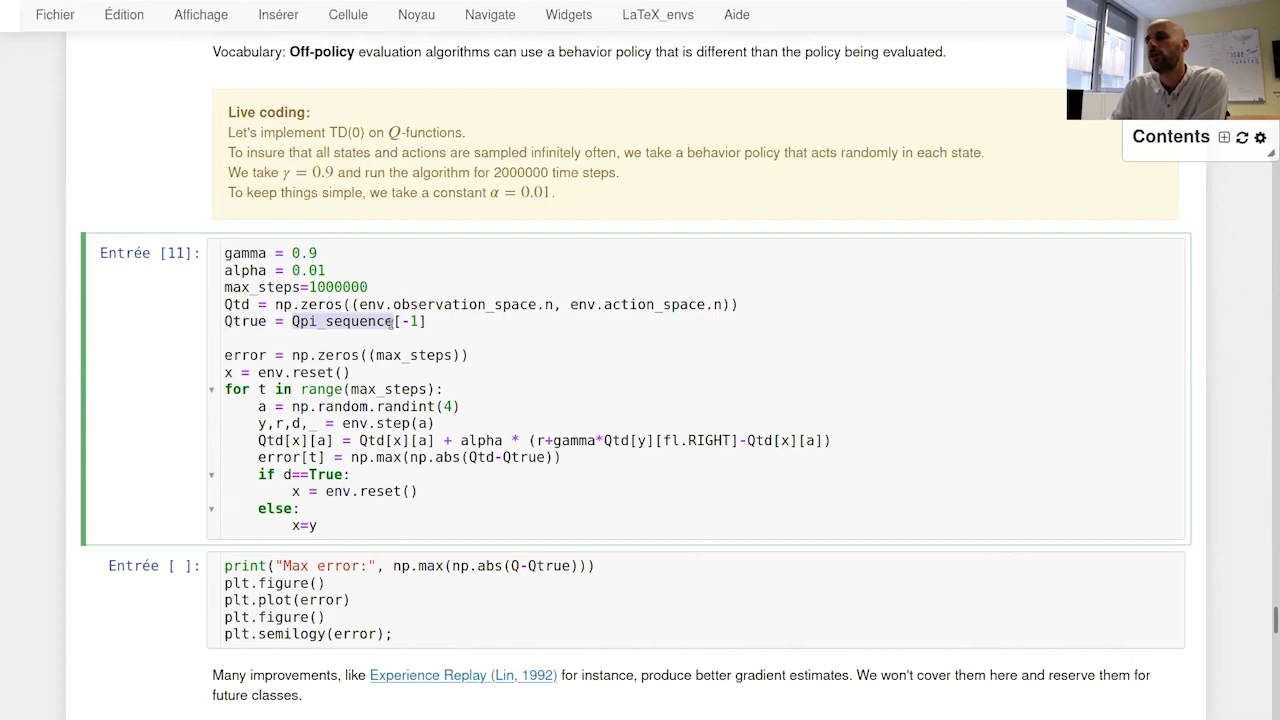 Fichier Édition Affichage Insérer Cellule Noyau Navigate Widgets LaTeX_envs Aide
Vocabulary: Off-policy evaluation algorithms can use a behavior policy that is different than the policy being evaluated.
Contents
Live coding:
Let's implement TD(0) on Q-functions.
To insure that all states and actions are sampled infinitely often, we take a behavior policy that acts randomly in each state.
We take γ = 0.9 and run the algorithm for 2000000 time steps.
To keep things simple, we take a constant α = 0.01.
Entrée [11]:
gamma = 0.9
alpha = 0.01
max_steps=1000000
Qtd = np.zeros((env.observation_space.n, env.action_space.n))
Qtrue = Qpi_sequence[-1]
error = np.zeros((max_steps))
x = env.reset()
for t in range(max_steps):
a = np.random.randint(4)
y,r,d,_ = env.step(a)
Qtd[x][a] = Qtd[x][a] + alpha * (r+gamma*Qtd[y][fl.RIGHT]-Qtd[x][a])
error[t] = np.max(np.abs(Qtd-Qtrue))
if d==True:
x = env.reset()
else:
x=y
Entrée [ ]:
print("Max error:", np.max(np.abs(Q-Qtrue)))
plt.figure()
plt.plot(error)
plt.figure()
plt.semilogy(error);
Many improvements, like Experience Replay (Lin, 1992) for instance, produce better gradient estimates. We won't cover them here and reserve them for
future classes.